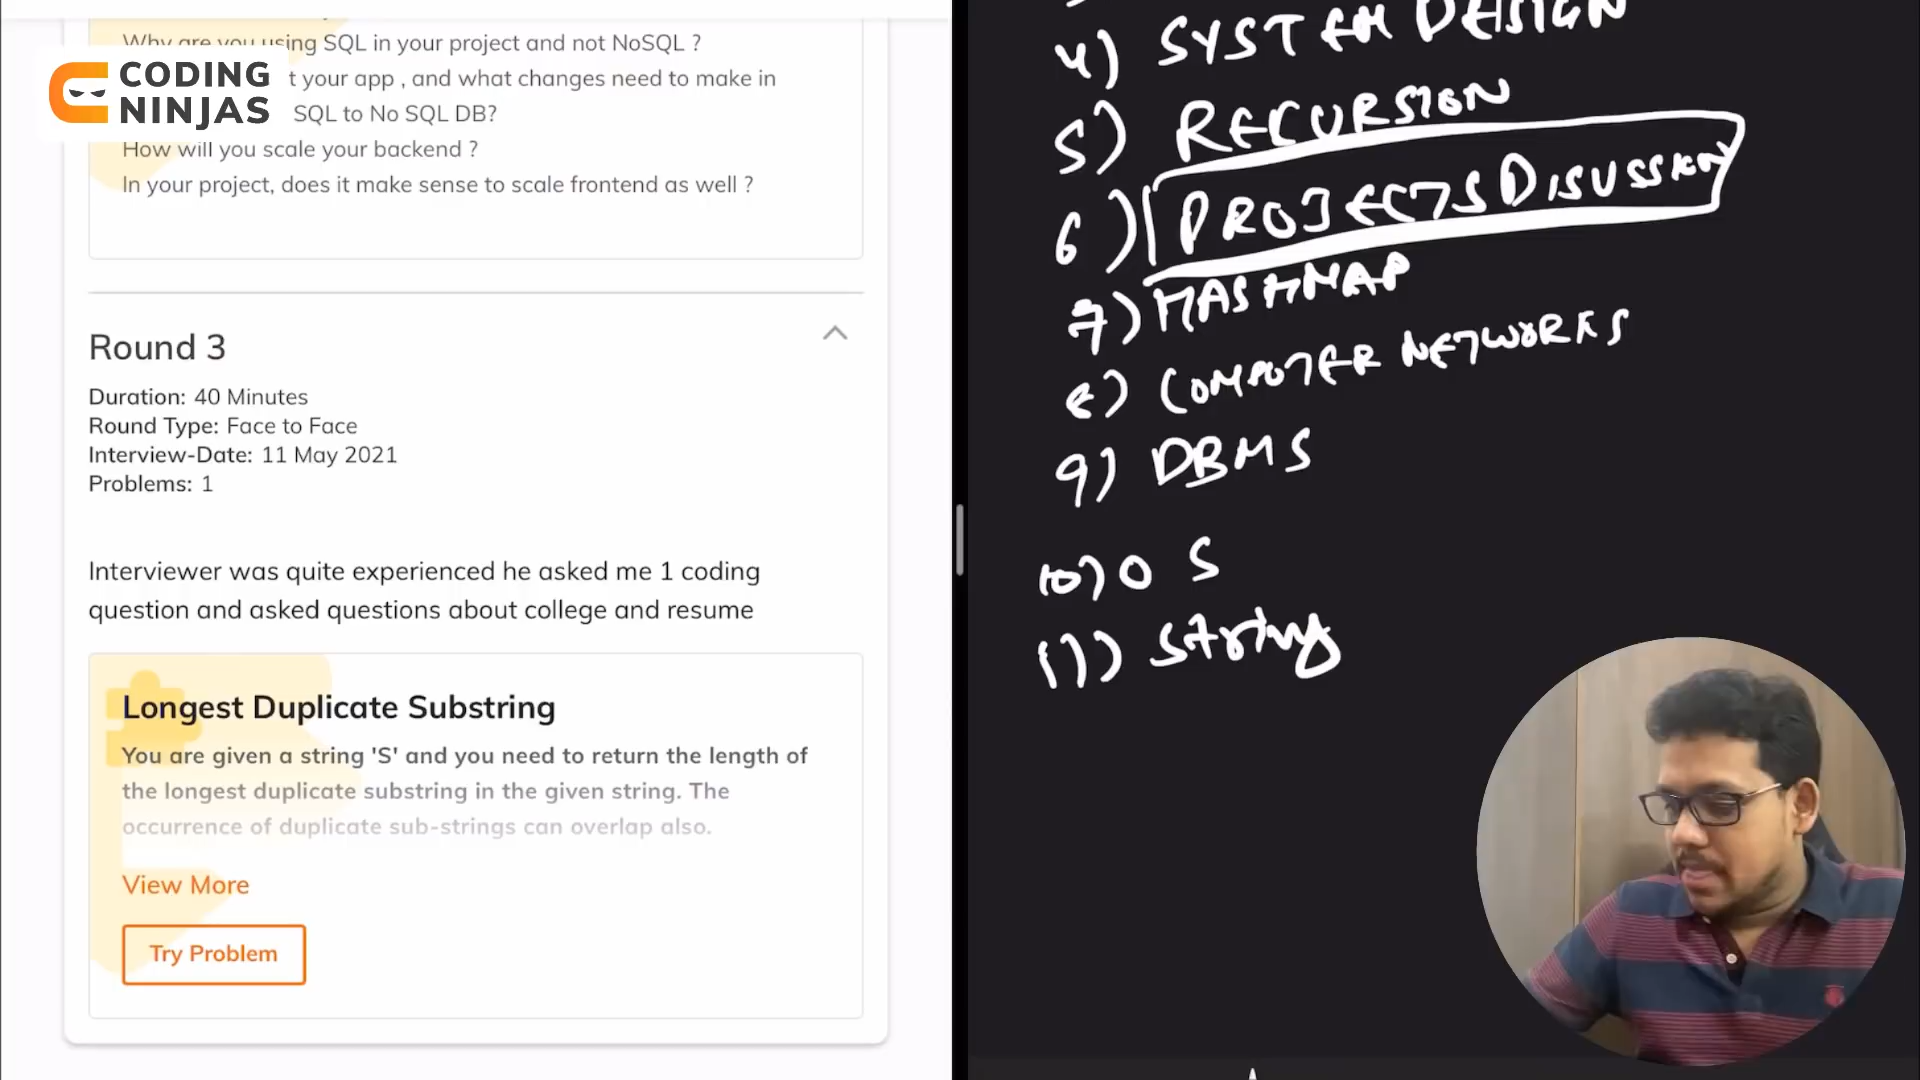 Why are you using SQL in your project and not NoSQL ?
CODING
NINJAS
t your app , and what changes need to make in
SQL to No SQL DB?
How will you scale your backend ?
In your project, does it make sense to scale frontend as well ?
Round 3
Duration: 40 Minutes
Round Type: Face to Face
Interview-Date: 11 May 2021
Problems: 1
Interviewer was quite experienced he asked me 1 coding
question and asked questions about college and resume
Longest Duplicate Substring
You are given a string 'S' and you need to return the length of
the longest duplicate substring in the given string. The
occurrence of duplicate sub-strings can overlap also.
View More
Try Problem
4) SYSTEM DESIGN
5) RECURSION
6) PROJECTS DISUSSION
7) HASHMAP
8) COMPUTER NETWORKS
9) DBMS
10) O S
11) String